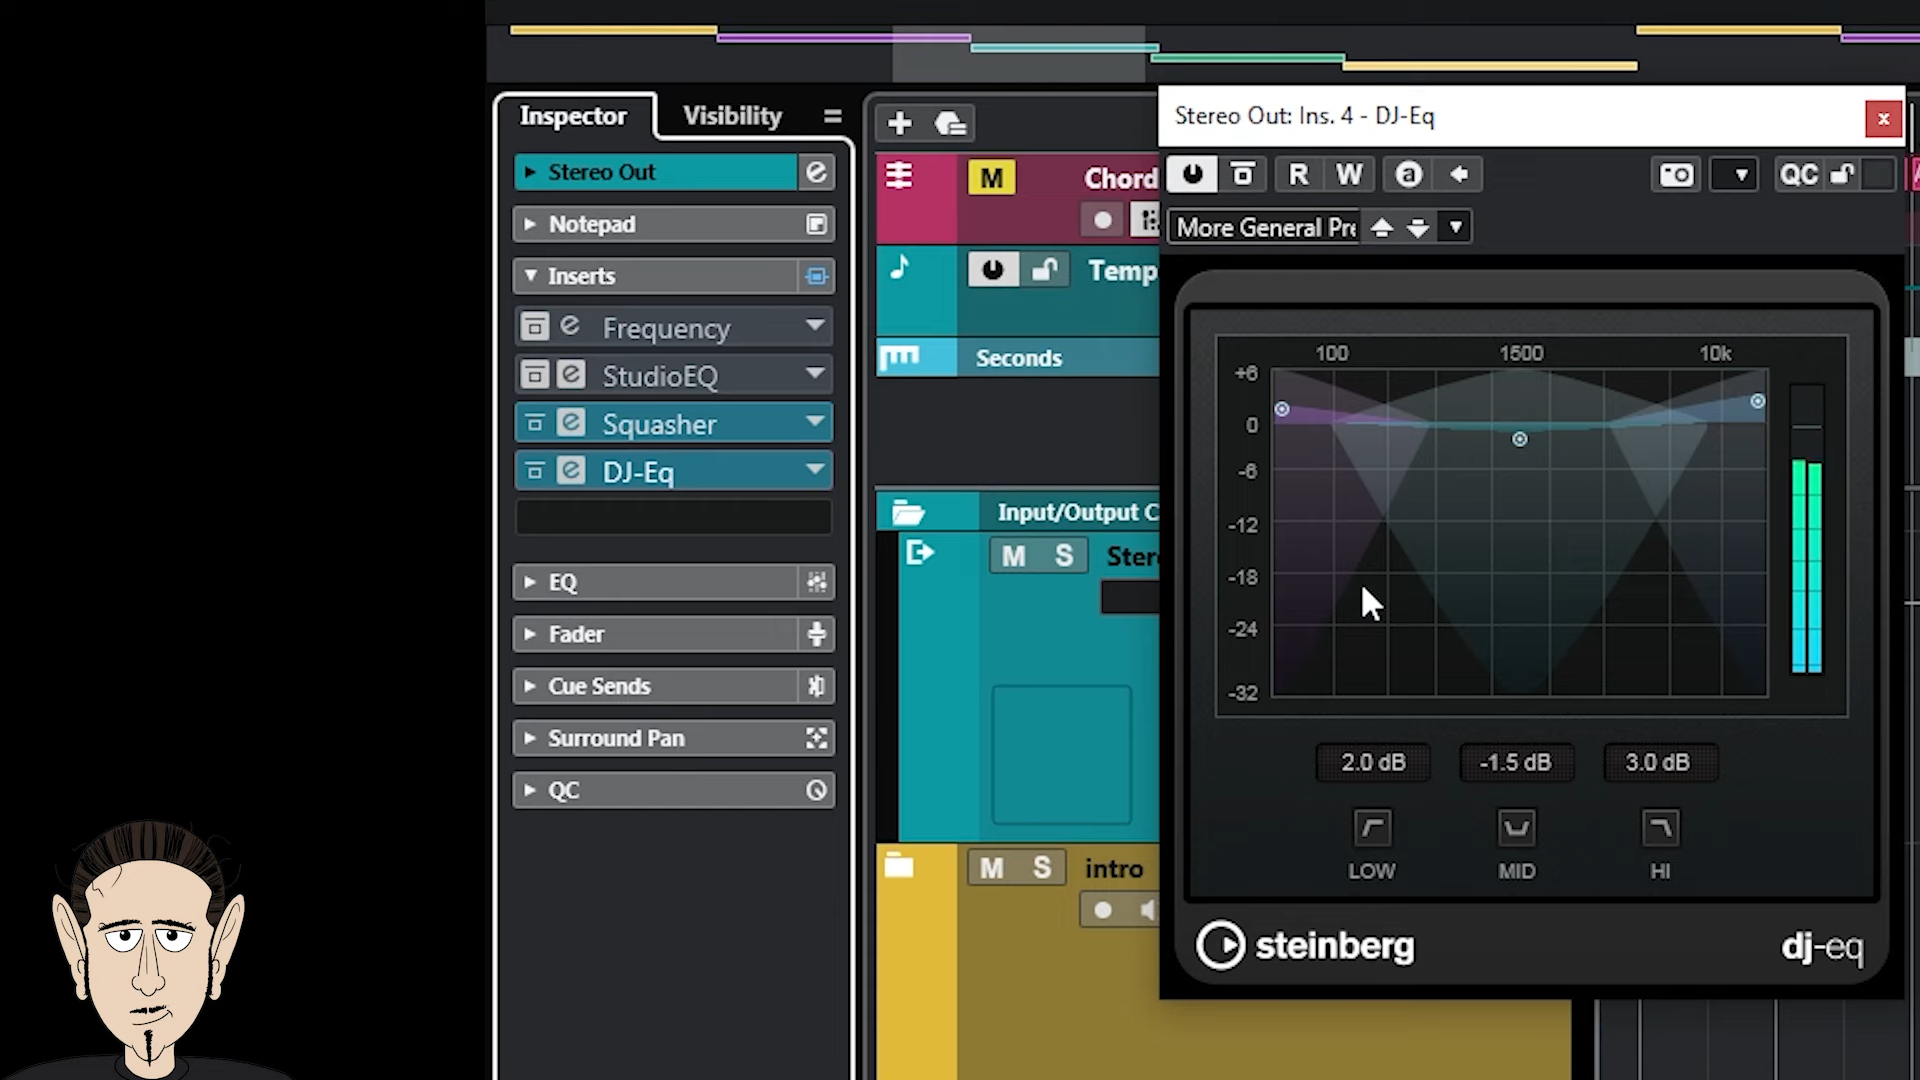 Inspector
Visibility
Stereo Out
Notepad
Inserts
Frequency
StudioEQ
Squasher
DJ-Eq
EQ
Fader
Cue Sends
Surround Pan
QC
M
Chord
Temp
Seconds
Input/Output C
M S
Ster
M S
intro
Stereo Out: Ins. 4 - DJ-Eq
x
R W a
QC
More General Pre
100 1500 10k
+6
0
-6
-12
-18
-24
-32
2.0 dB -1.5 dB 3.0 dB
LOW MID HI
steinberg
dj-eq